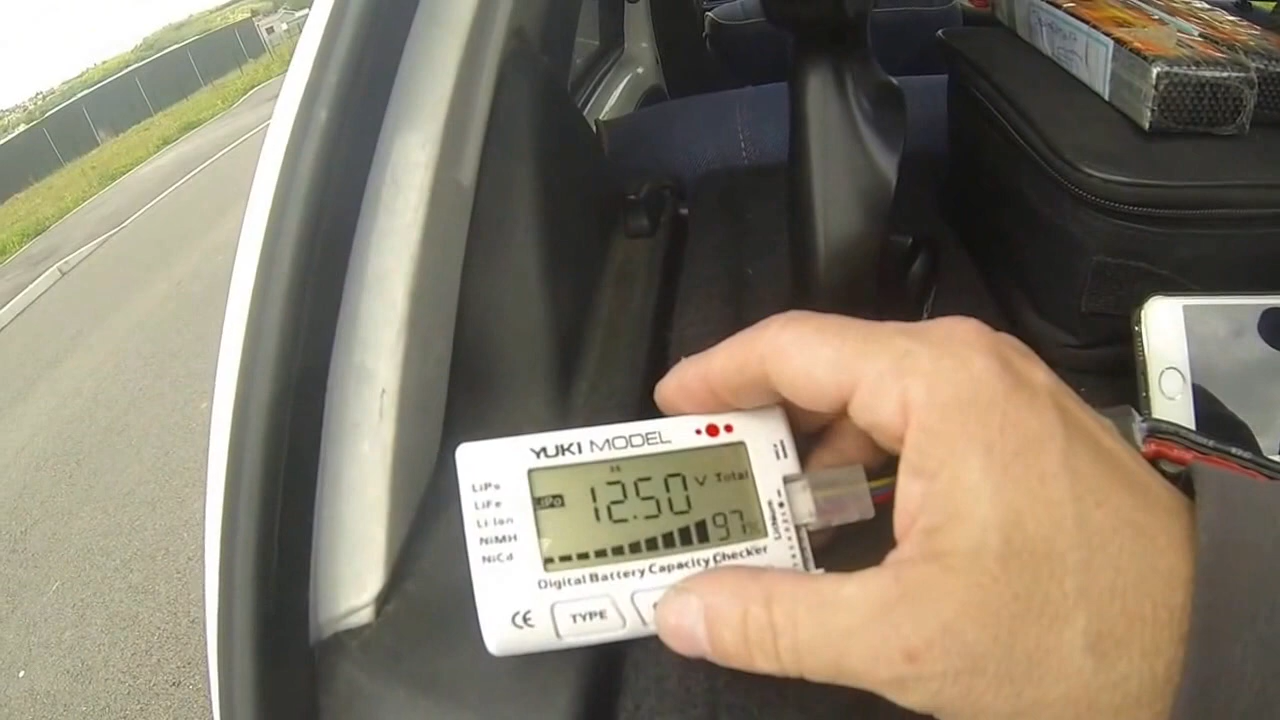 YUKI MODEL
LiPo
LiFe
Li-Ion
NiMH
NiCd
LiPo
12.50 V Total
97%
Digital Battery Capacity Checker
CE
TYPE